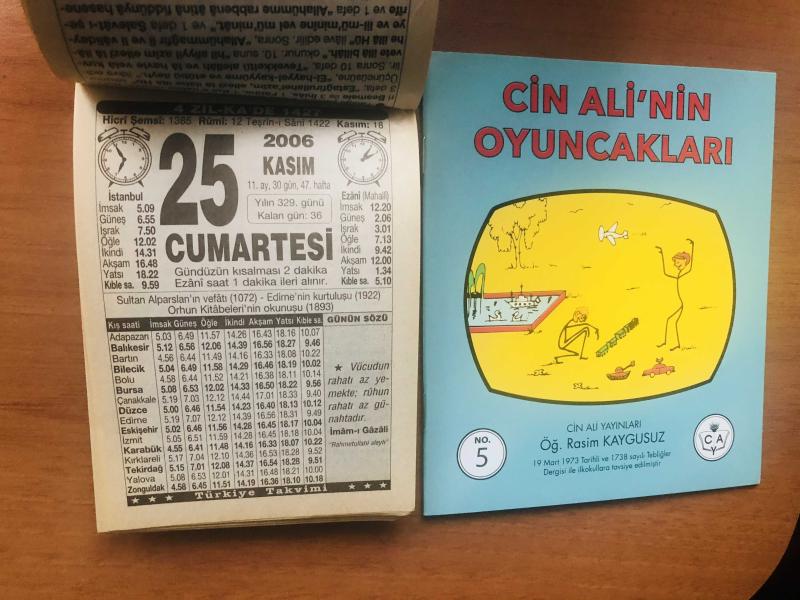 4 ZİL-KA'DE 1427
Hicrî Şemsî: 1385 Rûmî: 12 Teşrîn-i Sânî 1422 Kasım: 18
25
2006
KASIM
11. ay, 30 gün, 47. hafta
Yılın 329. günü
Kalan gün: 36
CUMARTESİ
Gündüzün kısalması 2 dakika
Ezânî saat 1 dakika ileri alınır.
İstanbul
İmsak 5.09
Güneş 6.55
İşrak 7.50
Öğle 12.02
İkindi 14.31
Akşam 16.48
Yatsı 18.22
Kıble sa. 9.59
Ezânî (Mahallî)
İmsak 12.20
Güneş 2.06
İsrak 3.01
Öğle 7.13
İkindi 9.42
Akşam 12.00
Yatsı 1.34
Kıble sa. 5.10
Sultan Alparslan'ın vefâtı (1072) - Edirne'nin kurtuluşu (1922)
Orhun Kitâbeleri'nin okunuşu (1893)
Kış saati İmsak Güneş Öğle İkindi Akşam Yatsı Kıble sa.
Adapazarı 5.03 6.49 11.57 14.26 16.43 18.16 10.07
Balıkesir 5.12 6.56 12.06 14.39 16.56 18.27 9.46
Bartın 4.56 6.44 11.49 14.16 16.33 18.08 10.22
Bilecik 5.04 6.49 11.58 14.29 16.46 18.19 10.02
Bolu 4.58 6.44 11.52 14.21 16.38 18.11 10.14
Bursa 5.08 6.53 12.02 14.33 16.50 18.22 9.56
Çanakkale 5.19 7.03 12.12 14.44 17.01 18.33 9.40
Düzce 5.00 6.46 11.54 14.23 16.40 18.13 10.12
Edirne 5.19 7.07 12.12 14.39 16.56 18.31 9.49
Eskişehir 5.02 6.46 11.56 14.28 16.45 18.17 10.04
İzmit 5.05 6.51 11.59 14.28 16.45 18.18 10.04
Karabük 4.55 6.41 11.48 14.16 16.33 18.07 10.22
Kırklareli 5.17 7.04 12.10 14.36 16.53 18.28 9.52
Tekirdağ 5.15 7.01 12.08 14.37 16.54 18.28 9.51
Yalova 5.08 6.53 12.01 14.31 16.48 18.21 10.00
Zonguldak 4.58 6.45 11.51 14.19 16.36 18.10 10.18
GÜNÜN SÖZÜ
★ Vücudun
rahatı az ye-
mekte; rûhun
rahatı az gü-
nahtadır.
İmâm-ı Gâzâli
"Rahmetullahi aleyh"
★ ★ ★ Türkiye Takvimi ★ ★ ★
CİN ALİ'NİN
OYUNCAKLARI
CİN ALİ YAYINLARI
Öğ. Rasim KAYGUSUZ
19 Mart 1973 Tarihli ve 1738 sayılı Tebliğler
Dergisi ile ilkokullara tavsiye edilmiştir
NO.
5
C A
Y